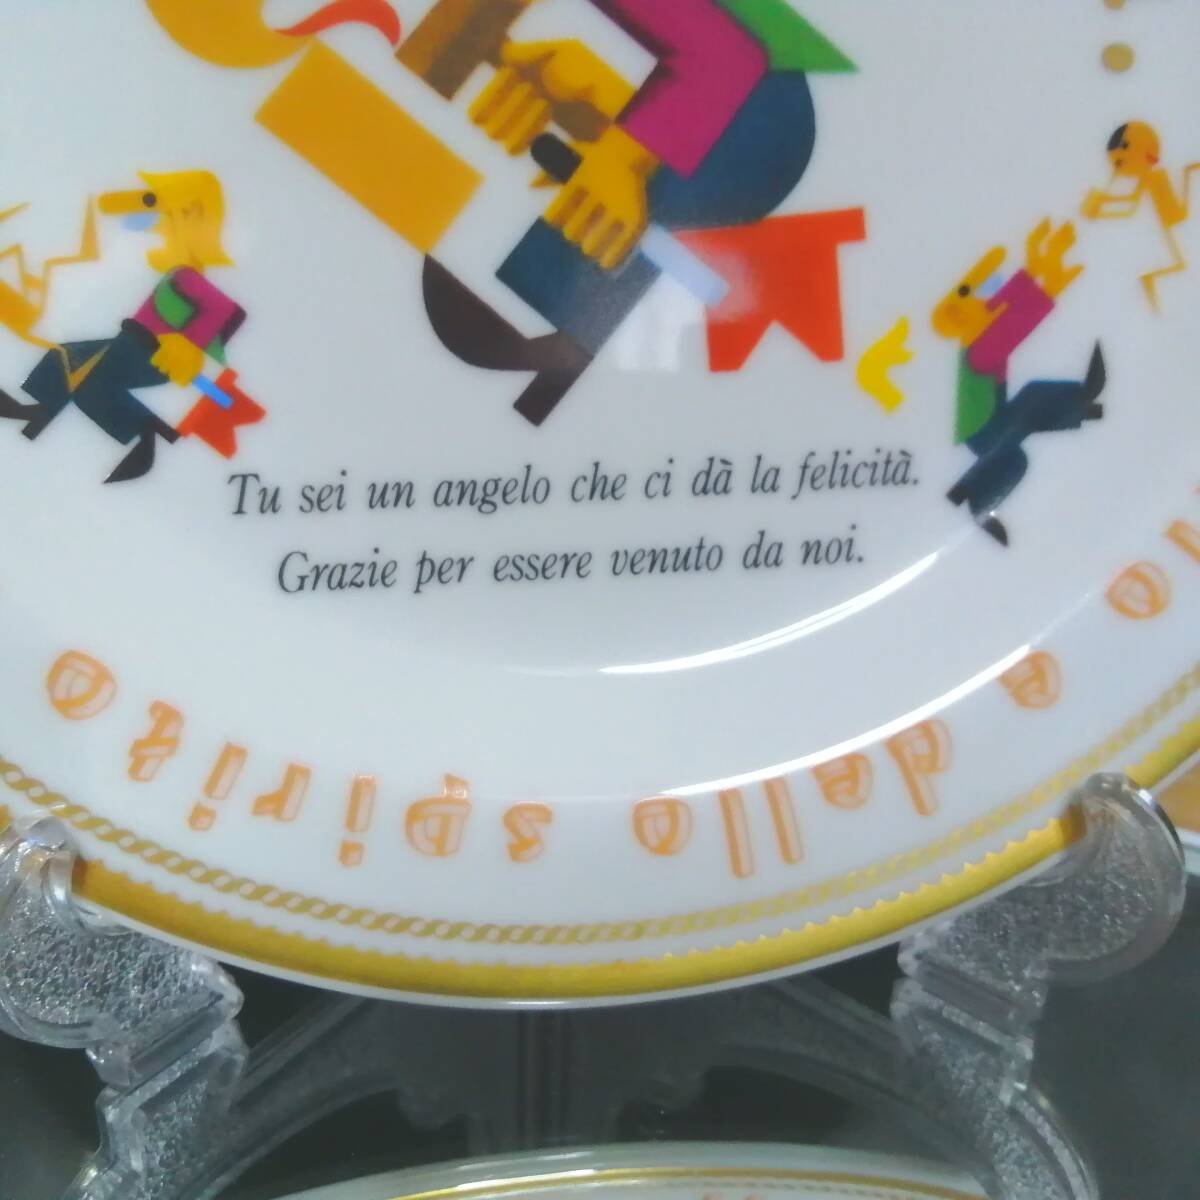 Tu sei un angelo che ci dà la felicità.
Grazie per essere venuto da noi.
e dello spirito